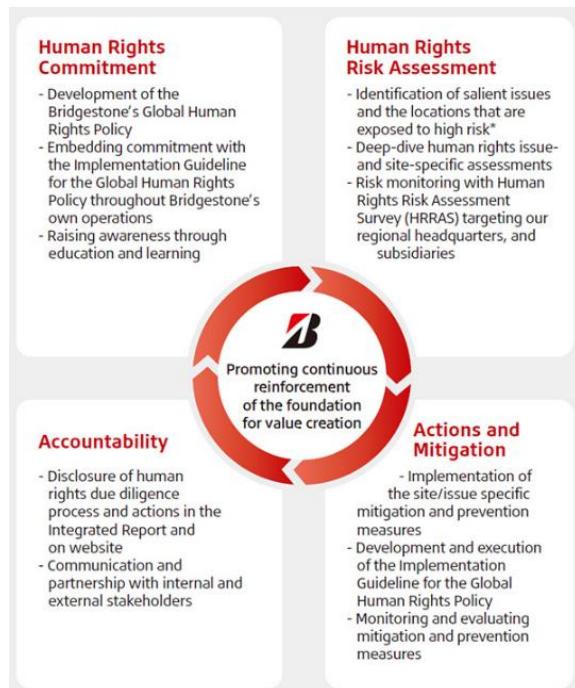 Human Rights
Commitment
- Development of the
Bridgestone's Global Human
Rights Policy
- Embedding commitment with
the Implementation Guideline
for the Global Human Rights
Policy throughout Bridgestone's
own operations
- Raising awareness through
education and learning
Human Rights
Risk Assessment
- Identification of salient issues
and the locations that are
exposed to high risk*
- Deep-dive human rights issue-
and site-specific assessments
- Risk monitoring with Human
Rights Risk Assessment
Survey (HRRAS) targeting our
regional headquarters, and
subsidiaries
B
Promoting continuous
reinforcement
of the foundation
for value creation
Accountability
- Disclosure of human
rights due diligence
process and actions in the
Integrated Report and
on website
- Communication and
partnership with internal and
external stakeholders
Actions and
Mitigation
- Implementation of
the site/issue specific
mitigation and prevention
measures
- Development and execution
of the Implementation
Guideline for the Global
Human Rights Policy
- Monitoring and evaluating
mitigation and prevention
measures